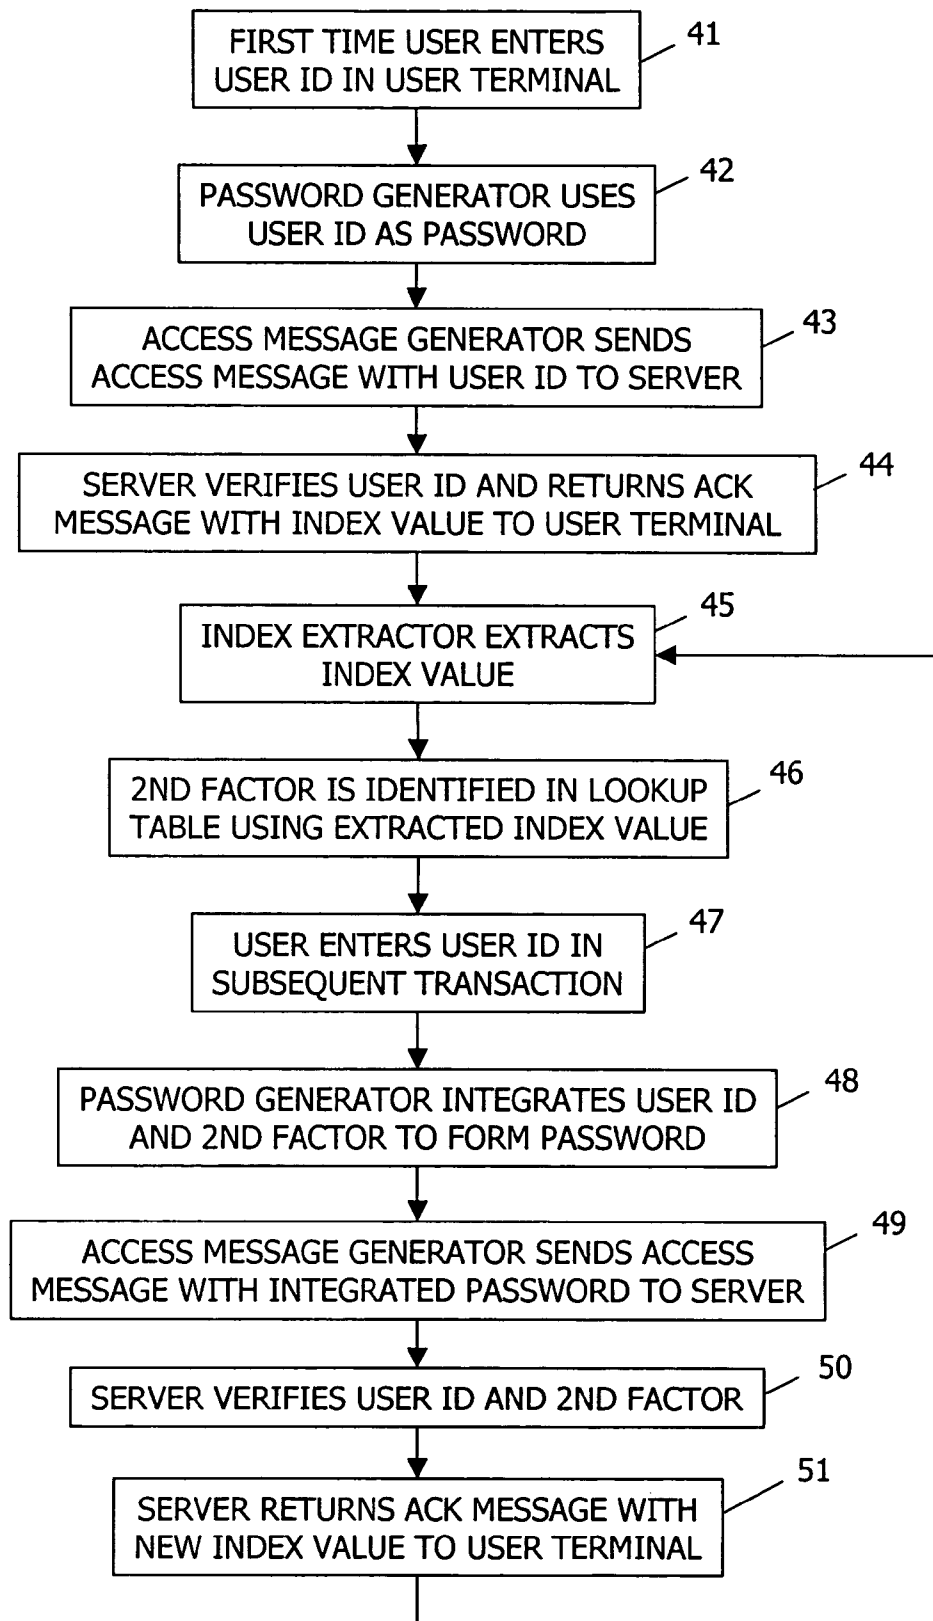 FIRST TIME USER ENTERS
USER ID IN USER TERMINAL
41
PASSWORD GENERATOR USES
USER ID AS PASSWORD
42
ACCESS MESSAGE GENERATOR SENDS
ACCESS MESSAGE WITH USER ID TO SERVER
43
SERVER VERIFIES USER ID AND RETURNS ACK
MESSAGE WITH INDEX VALUE TO USER TERMINAL
44
INDEX EXTRACTOR EXTRACTS
INDEX VALUE
45
2ND FACTOR IS IDENTIFIED IN LOOKUP
TABLE USING EXTRACTED INDEX VALUE
46
USER ENTERS USER ID IN
SUBSEQUENT TRANSACTION
47
PASSWORD GENERATOR INTEGRATES USER ID
AND 2ND FACTOR TO FORM PASSWORD
48
ACCESS MESSAGE GENERATOR SENDS ACCESS
MESSAGE WITH INTEGRATED PASSWORD TO SERVER
49
SERVER VERIFIES USER ID AND 2ND FACTOR
50
SERVER RETURNS ACK MESSAGE WITH
NEW INDEX VALUE TO USER TERMINAL
51